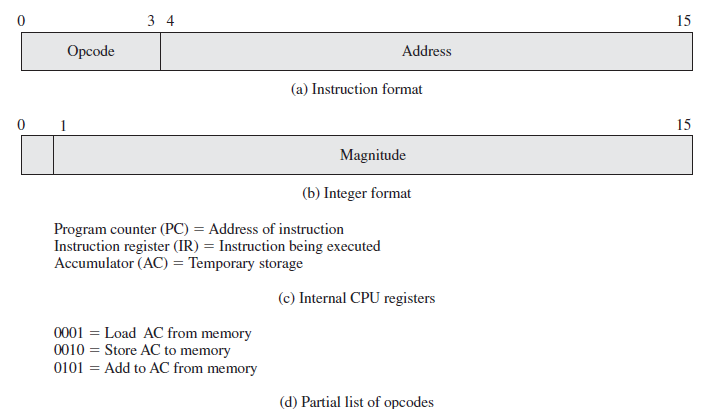 0 3 4 15
Opcode Address
(a) Instruction format
0 1 15
Magnitude
(b) Integer format
Program counter (PC) = Address of instruction
Instruction register (IR) = Instruction being executed
Accumulator (AC) = Temporary storage
(c) Internal CPU registers
0001 = Load AC from memory
0010 = Store AC to memory
0101 = Add to AC from memory
(d) Partial list of opcodes